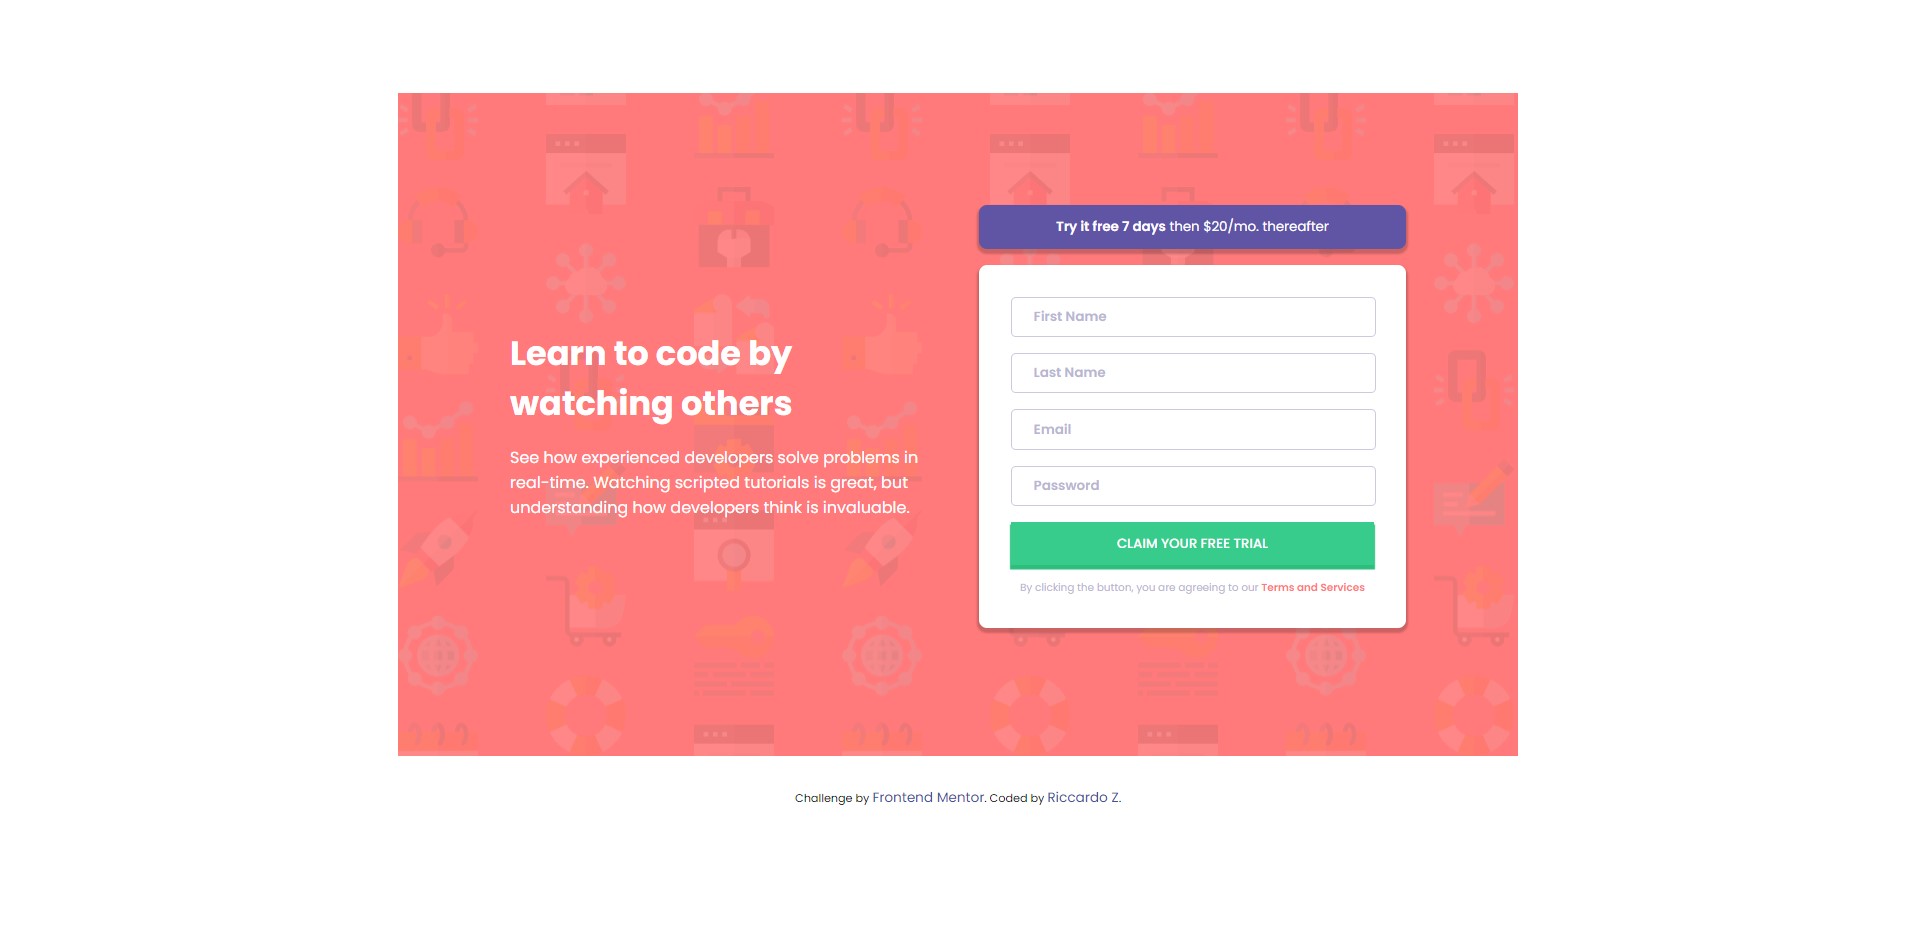 Learn to code by
watching others
See how experienced developers solve problems in
real-time. Watching scripted tutorials is great, but
understanding how developers think is invaluable.
Try it free 7 days then $20/mo. thereafter
First Name
Last Name
Email
Password
CLAIM YOUR FREE TRIAL
By clicking the button, you are agreeing to our Terms and Services
Challenge by Frontend Mentor. Coded by Riccardo Z.